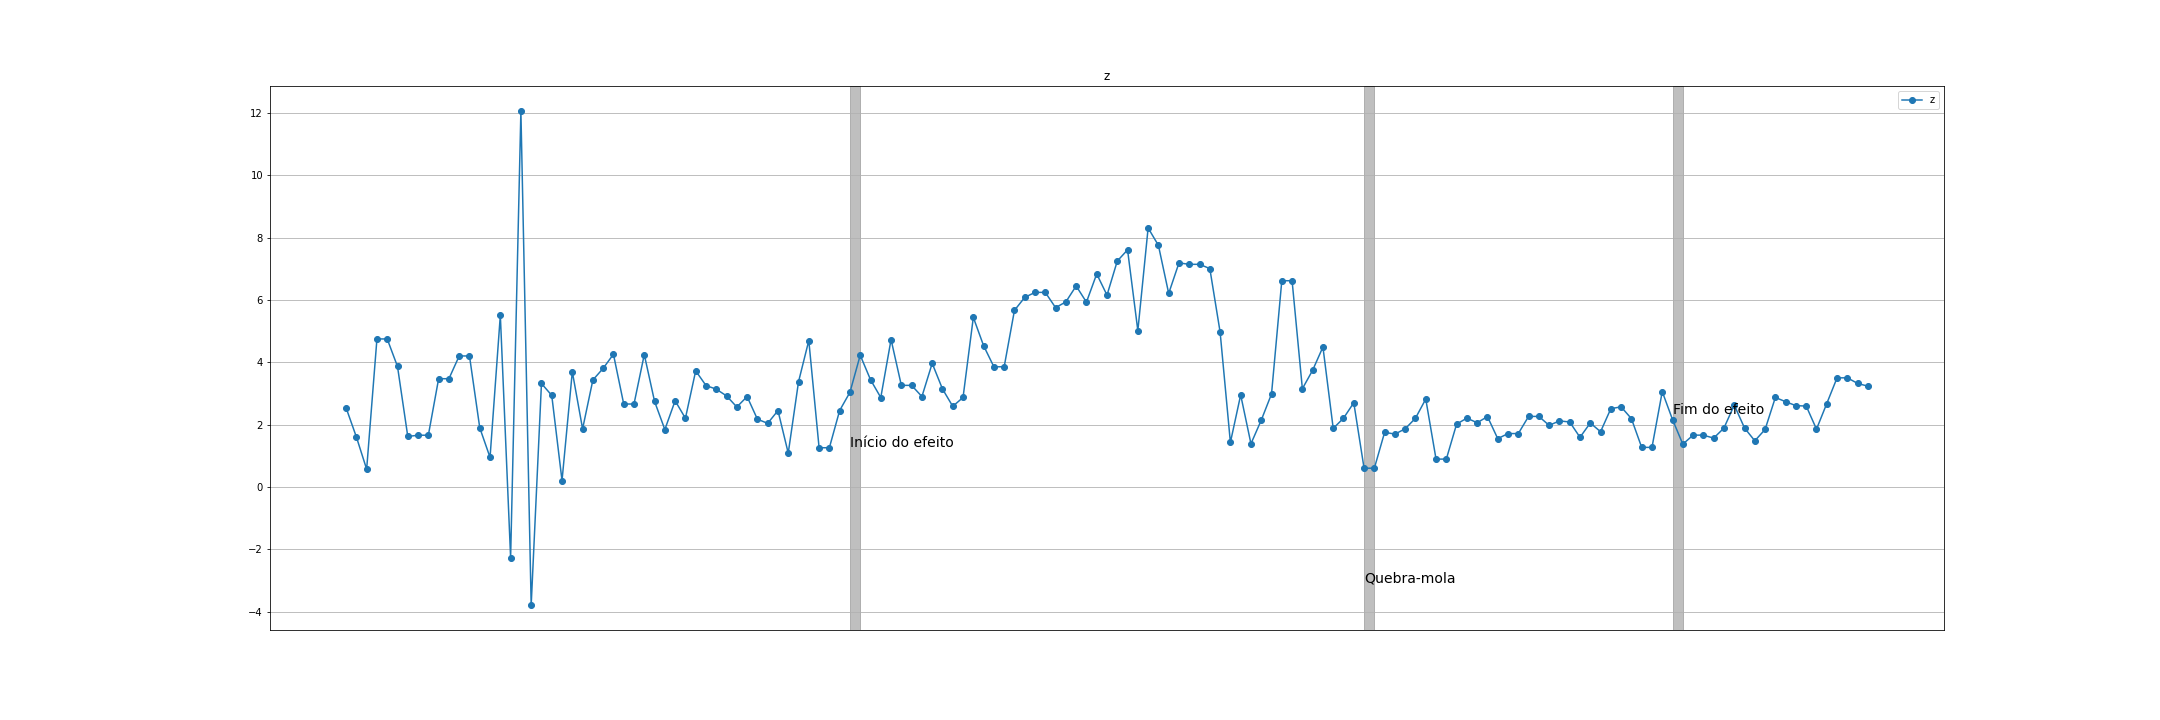 z
z
12
10
8
6
4
2
0
−2
−4
Início do efeito
Quebra-mola
Fim do efeito